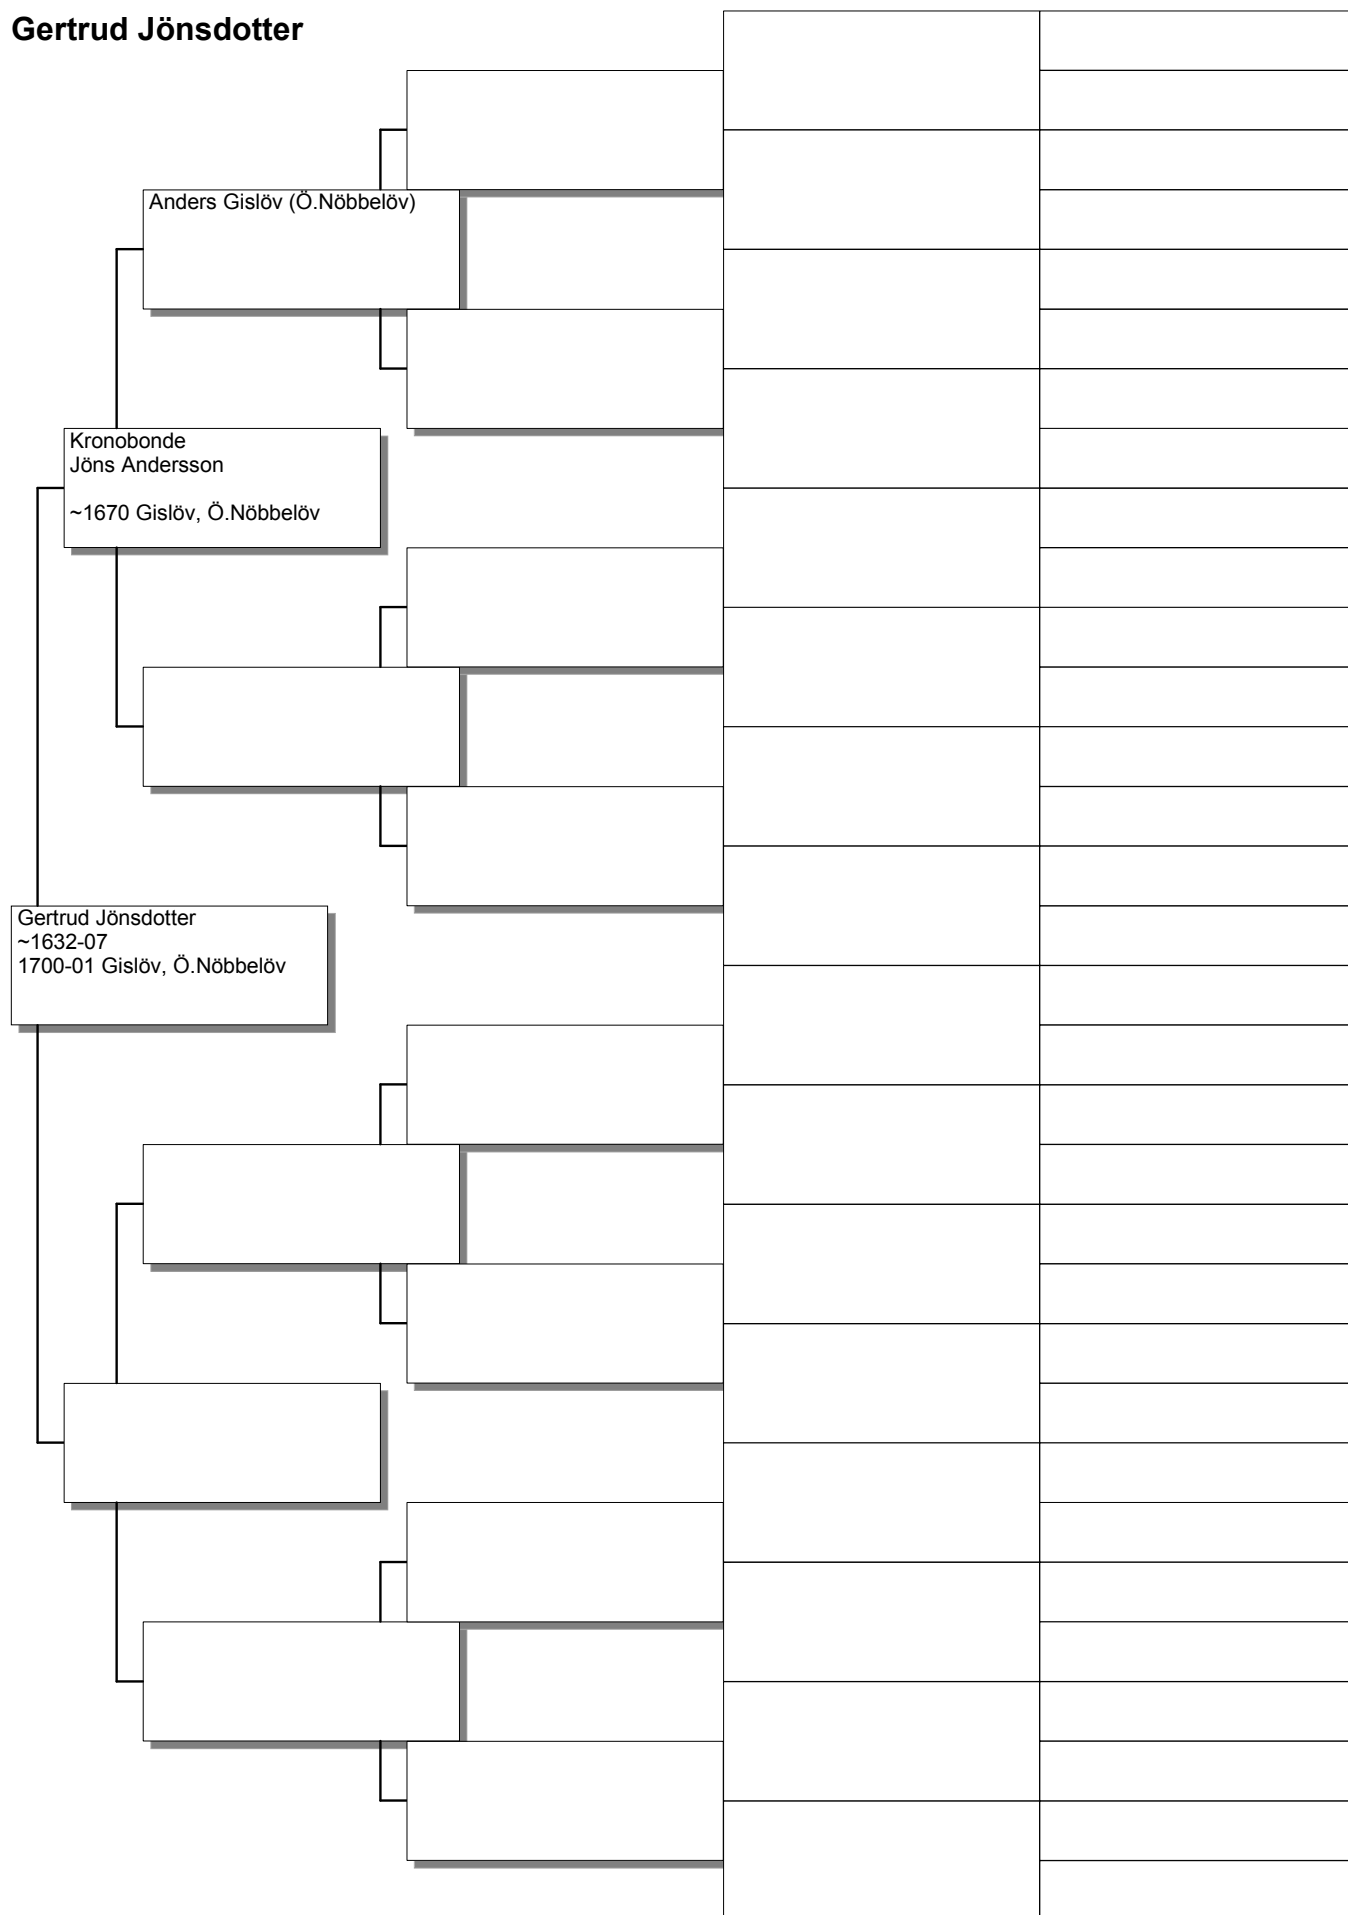 Gertrud Jönsdotter
Anders Gislöv (Ö.Nöbbelöv)
Kronobonde
Jöns Andersson
~1670 Gislöv, Ö.Nöbbelöv
Gertrud Jönsdotter
~1632-07
1700-01 Gislöv, Ö.Nöbbelöv